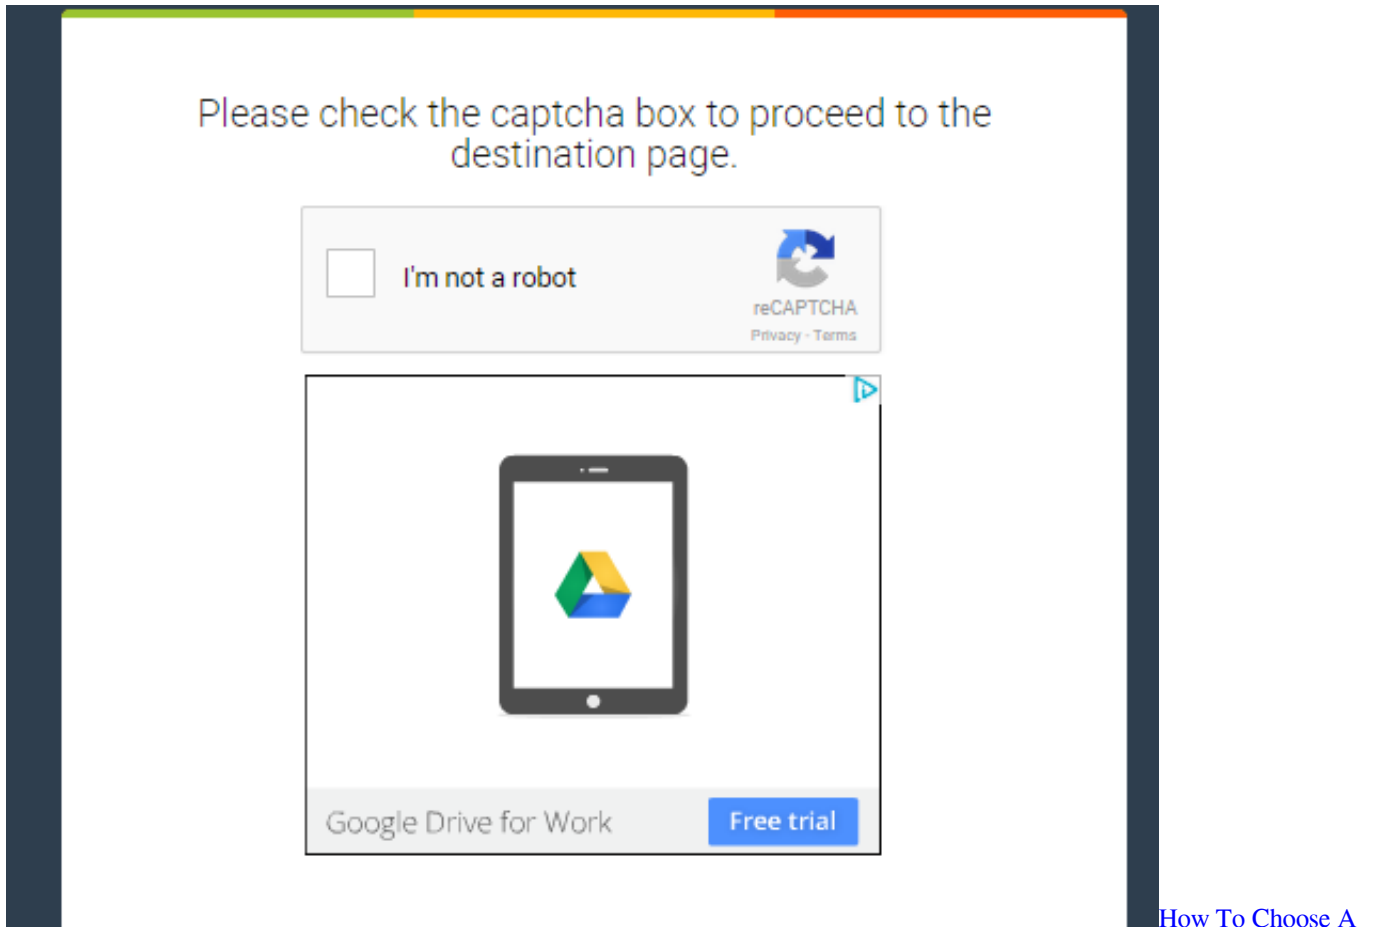 Please check the captcha box to proceed to the
destination page.
I'm not a robot
reCAPTCHA
Privacy - Terms
Google Drive for Work
Free trial
How To Choose A